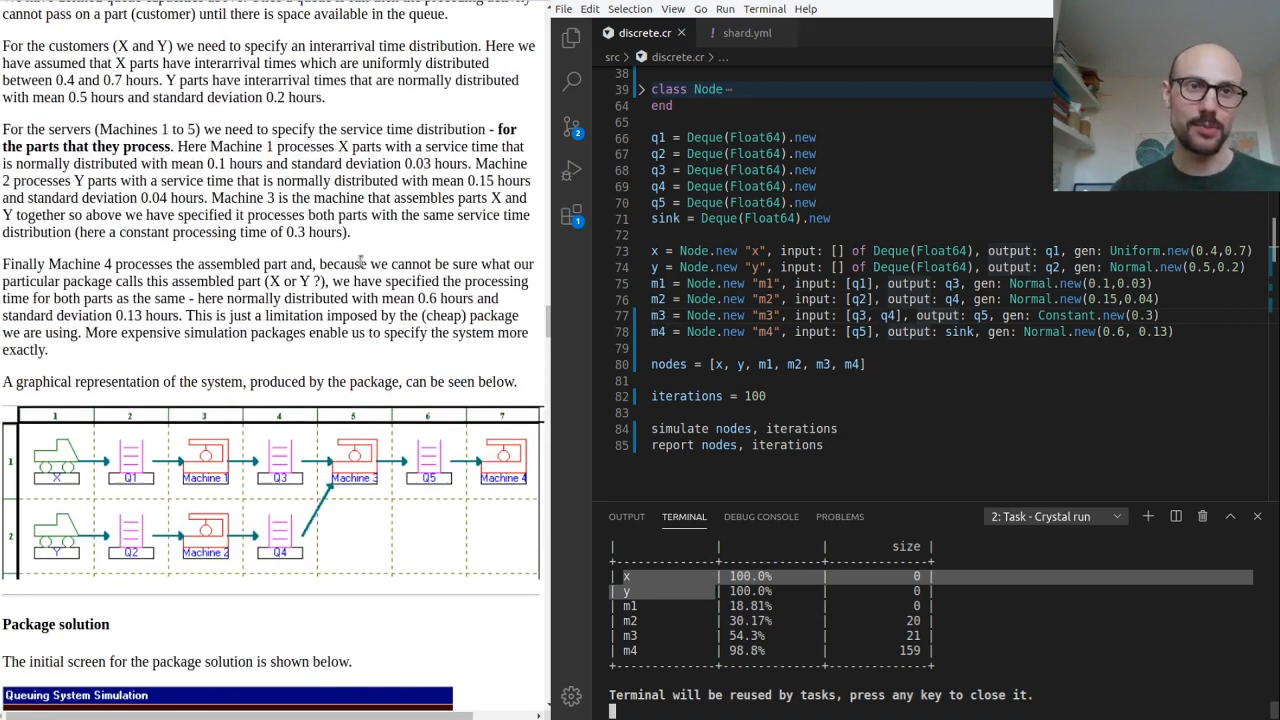 cannot pass on a part (customer) until there is space available in the queue.
For the customers (X and Y) we need to specify an interarrival time distribution. Here we
have assumed that X parts have interarrival times which are uniformly distributed
between 0.4 and 0.7 hours. Y parts have interarrival times that are normally distributed
with mean 0.5 hours and standard deviation 0.2 hours.
For the servers (Machines 1 to 5) we need to specify the service time distribution - for
the parts that they process. Here Machine 1 processes X parts with a service time that
is normally distributed with mean 0.1 hours and standard deviation 0.03 hours. Machine
2 processes Y parts with a service time that is normally distributed with mean 0.15 hours
and standard deviation 0.04 hours. Machine 3 is the machine that assembles parts X and
Y together so above we have specified it processes both parts with the same service time
distribution (here a constant processing time of 0.3 hours).
Finally Machine 4 processes the assembled part and, because we cannot be sure what our
particular package calls this assembled part (X or Y ?), we have specified the processing
time for both parts as the same - here normally distributed with mean 0.6 hours and
standard deviation 0.13 hours. This is just a limitation imposed by the (cheap) package
we are using. More expensive simulation packages enable us to specify the system more
exactly.
A graphical representation of the system, produced by the package, can be seen below.
1 2 3 4 5 6 7
1
X Q1 Machine 1 Q3 Machine 3 Q5 Machine 4
2
Y Q2 Machine 2 Q4
Package solution
The initial screen for the package solution is shown below.
Queuing System Simulation
File Edit Selection View Go Run Terminal Help
discrete.cr × ! shard.yml
src > discrete.cr > …
38
39 > class Node ⋯
64 end
65
66 q1 = Deque(Float64).new
67 q2 = Deque(Float64).new
68 q3 = Deque(Float64).new
69 q4 = Deque(Float64).new
70 q5 = Deque(Float64).new
71 sink = Deque(Float64).new
72
73 x = Node.new "x", input: [] of Deque(Float64), output: q1, gen: Uniform.new(0.4,0.7)
74 y = Node.new "y", input: [] of Deque(Float64), output: q2, gen: Normal.new(0.5,0.2)
75 m1 = Node.new "m1", input: [q1], output: q3, gen: Normal.new(0.1,0.03)
76 m2 = Node.new "m2", input: [q2], output: q4, gen: Normal.new(0.15,0.04)
77 m3 = Node.new "m3", input: [q3, q4], output: q5, gen: Constant.new(0.3)
78 m4 = Node.new "m4", input: [q5], output: sink, gen: Normal.new(0.6, 0.13)
79
80 nodes = [x, y, m1, m2, m3, m4]
81
82 iterations = 100
83
84 simulate nodes, iterations
85 report nodes, iterations
2
1
OUTPUT TERMINAL DEBUG CONSOLE PROBLEMS 2: Task - Crystal run
| | | size |
+-------------+-------------+-------------+
| x | 100.0% | 0 |
| y | 100.0% | 0 |
| m1 | 18.81% | 0 |
| m2 | 30.17% | 20 |
| m3 | 54.3% | 21 |
| m4 | 98.8% | 159 |
+-------------+-------------+-------------+
Terminal will be reused by tasks, press any key to close it.